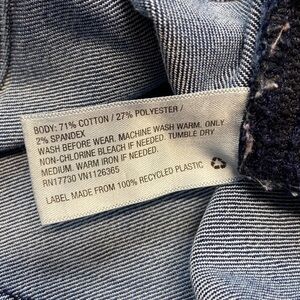 BODY: 71% COTTON / 27% POLYESTER /
2% SPANDEX
WASH BEFORE WEAR. MACHINE WASH WARM. ONLY
NON-CHLORINE BLEACH IF NEEDED. TUMBLE DRY
MEDIUM. WARM IRON IF NEEDED.
RN17730 VN1126365
LABEL MADE FROM 100% RECYCLED PLASTIC